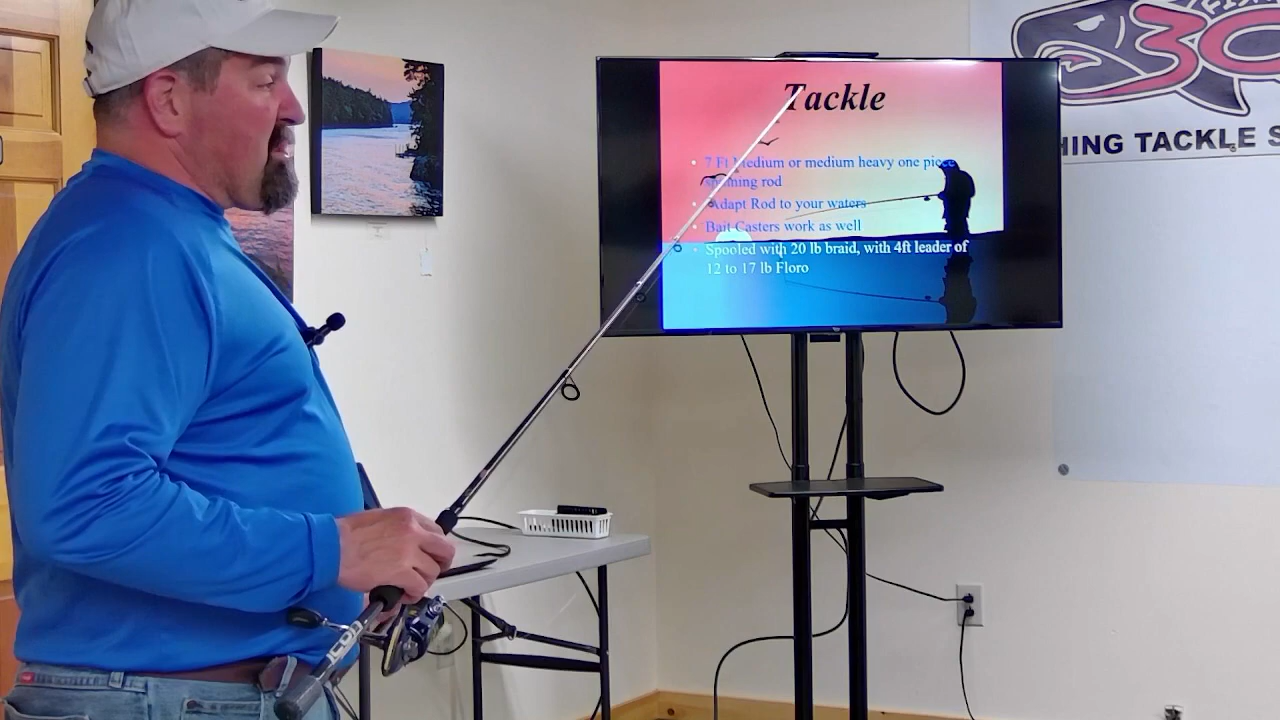 Tackle
• 7 Ft Medium or medium heavy one piece
spinning rod
• Adapt Rod to your waters
• Bait Casters work as well
• Spooled with 20 lb braid, with 4ft leader of
12 to 17 lb Floro
30
HING TACKLE S